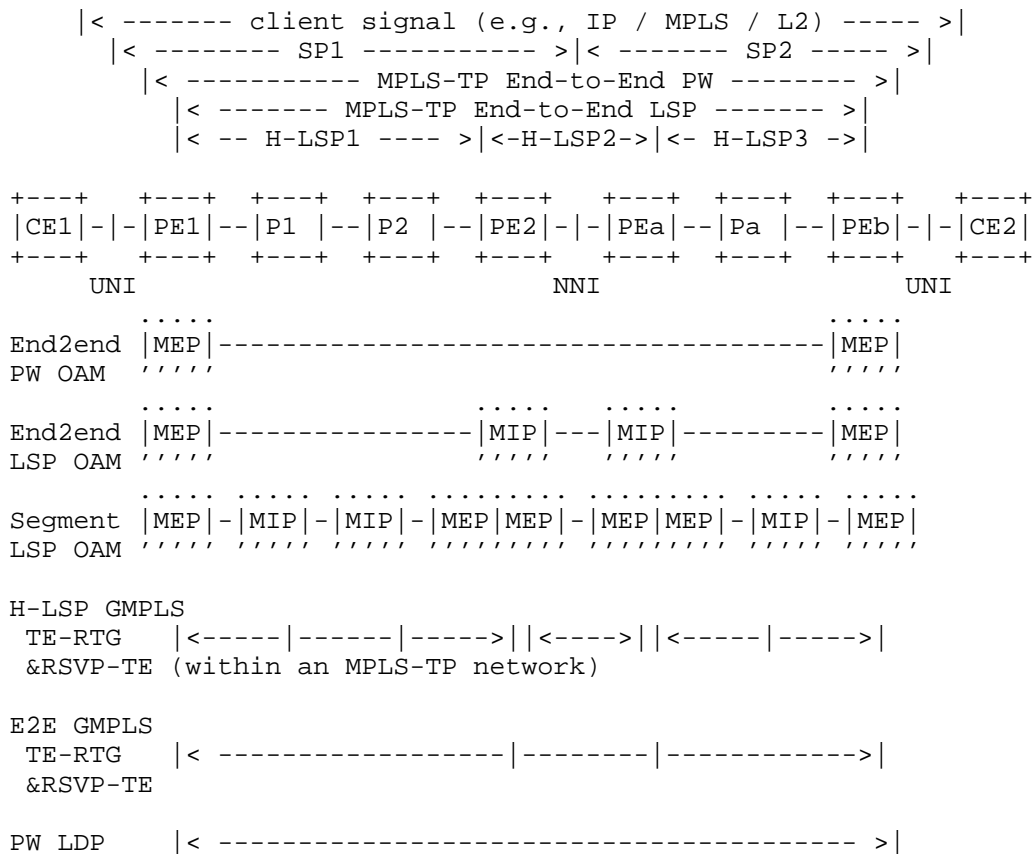 |< ------- client signal (e.g., IP / MPLS / L2) ----- >|
|< -------- SP1 ----------- >|< ------- SP2 ----- >|
|< ----------- MPLS-TP End-to-End PW -------- >|
|< ------- MPLS-TP End-to-End LSP ------- >|
|< -- H-LSP1 ---- >|<-H-LSP2->|<- H-LSP3 ->|
+---+   +---+  +---+  +---+  +---+   +---+  +---+  +---+   +---+
|CE1|-|-|PE1|--|P1 |--|P2 |--|PE2|-|-|PEa|--|Pa |--|PEb|-|-|CE2|
+---+   +---+  +---+  +---+  +---+   +---+  +---+  +---+   +---+
UNI                            NNI                   UNI
.....                                       .....
End2end |MEP|--------------------------------------|MEP|
PW OAM  '''''                                      '''''
.....                .....   .....         .....
End2end |MEP|----------------|MIP|---|MIP|---------|MEP|
LSP OAM '''''                '''''   '''''         '''''
..... ..... ..... ......... ......... ..... .....
Segment |MEP|-|MIP|-|MIP|-|MEP|MEP|-|MEP|MEP|-|MIP|-|MEP|
LSP OAM ''''' ''''' ''''' ''''''''' ''''''''' ''''' '''''
H-LSP GMPLS
TE-RTG   |<-----|------|----->||<---->||<-----|----->|
&RSVP-TE (within an MPLS-TP network)
E2E GMPLS
TE-RTG   |< ------------------|--------|------------>|
&RSVP-TE
PW LDP    |< ---------------------------------------- >|